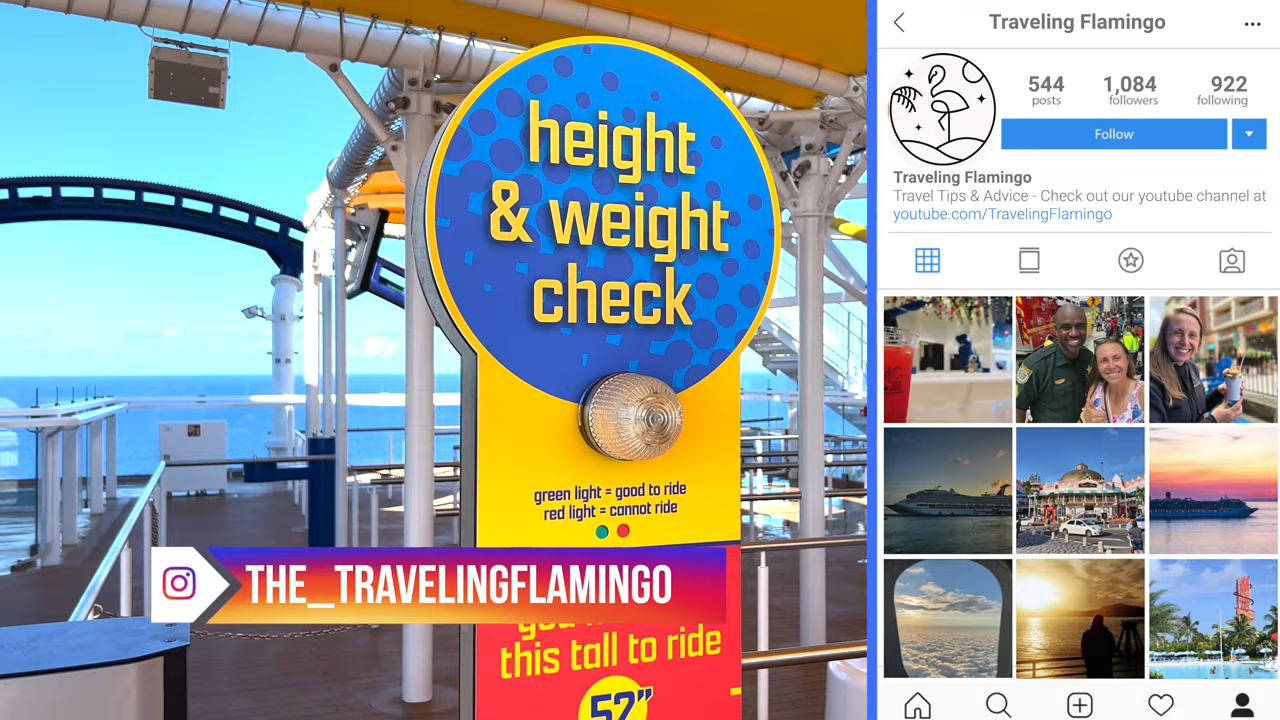 height
& weight
check
green light = good to ride
red light = cannot ride
THE_TRAVELINGFLAMINGO
this tall to ride
52"
Traveling Flamingo
544
posts
1,084
followers
922
following
Follow
Traveling Flamingo
Travel Tips & Advice - Check out our youtube channel at
youtube.com/TravelingFlamingo